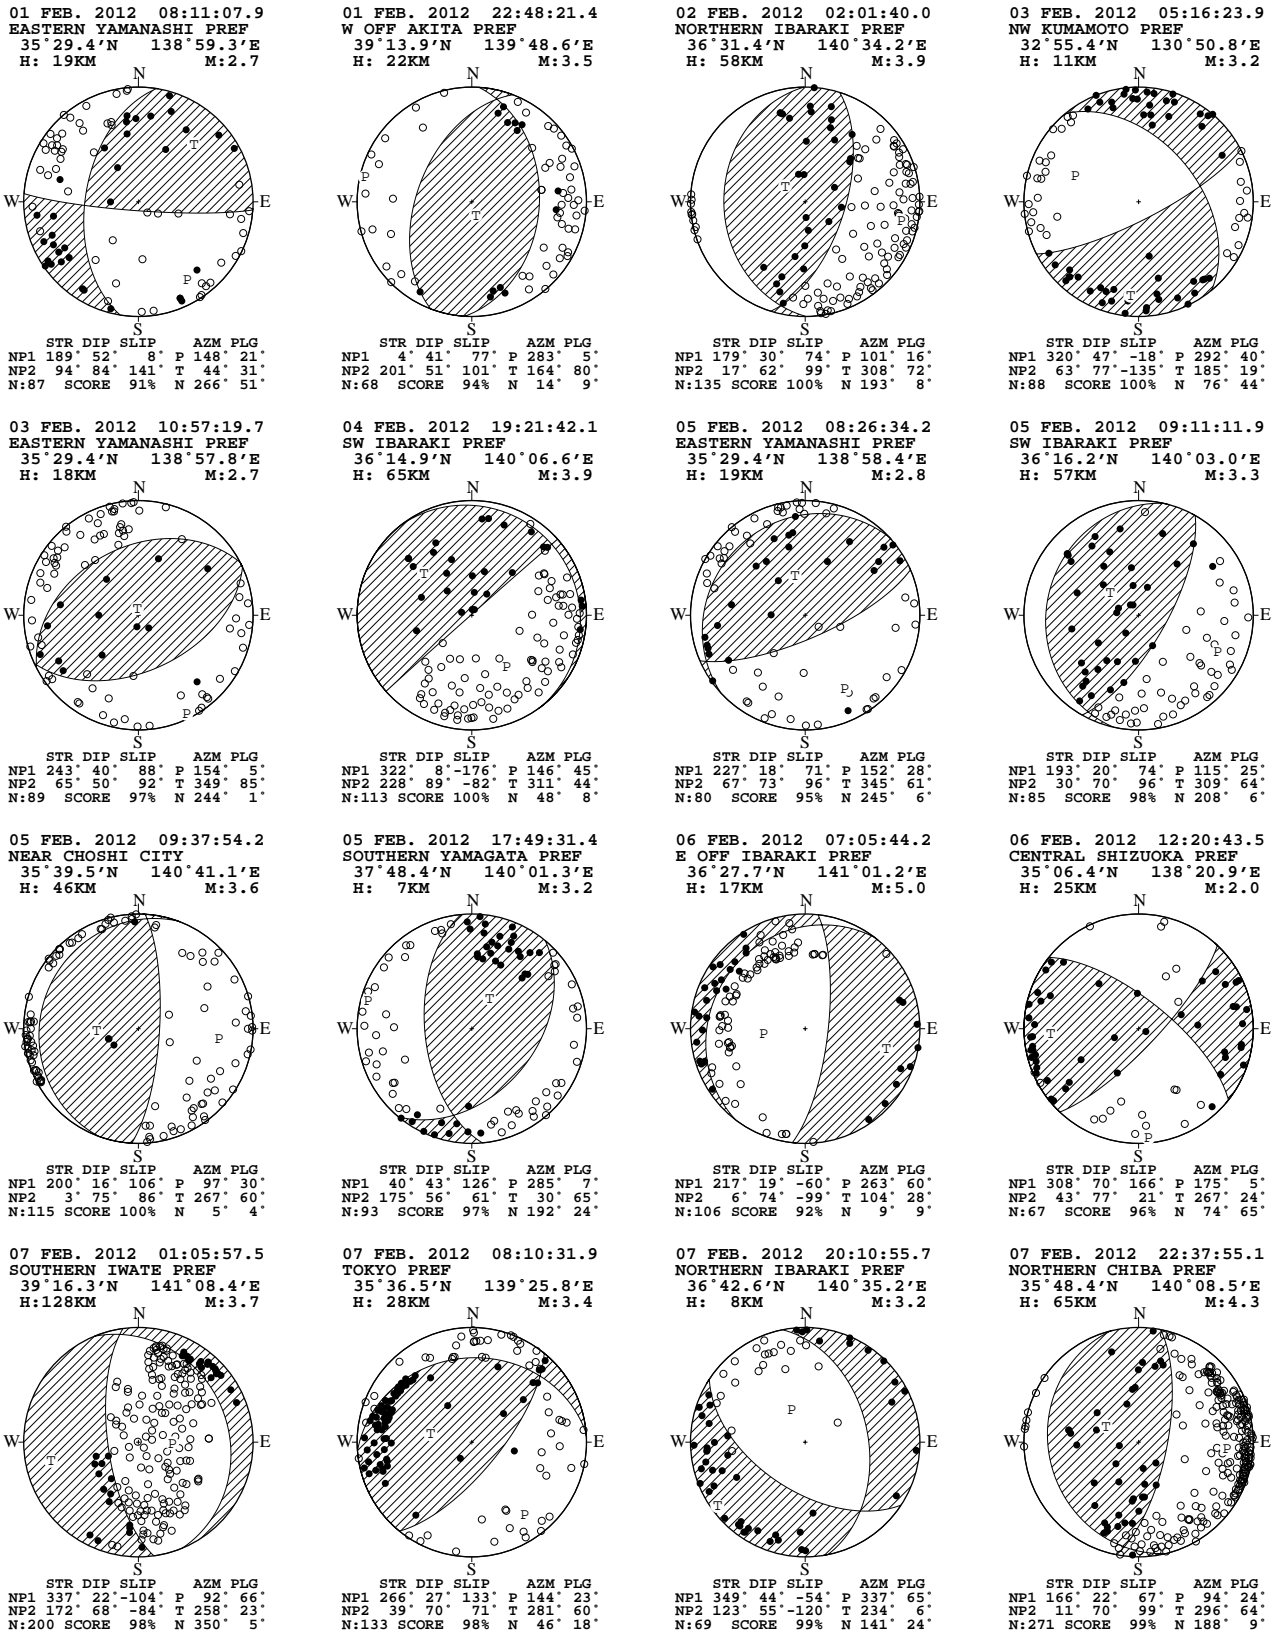 01 FEB. 2012 08:11:07.9
EASTERN YAMANASHI PREF
35°29.4'N 138°59.3'E
H: 19KM M:2.7
N
W E
T
P
S
STR DIP SLIP AZM PLG
NP1 189° 52° 8° P 148° 21°
NP2 94° 84° 141° T 44° 31°
N:87 SCORE 91% N 266° 51°
01 FEB. 2012 22:48:21.4
W OFF AKITA PREF
39°13.9'N 139°48.6'E
H: 22KM M:3.5
N
P
W E
T
S
STR DIP SLIP AZM PLG
NP1 4° 41° 77° P 283° 5°
NP2 201° 51° 101° T 164° 80°
N:68 SCORE 94% N 14° 9°
02 FEB. 2012 02:01:40.0
NORTHERN IBARAKI PREF
36°31.4'N 140°34.2'E
H: 58KM M:3.9
N
T
W E
P
S
STR DIP SLIP AZM PLG
NP1 179° 30° 74° P 101° 16°
NP2 17° 62° 99° T 308° 72°
N:135 SCORE 100% N 193° 8°
03 FEB. 2012 05:16:23.9
NW KUMAMOTO PREF
32°55.4'N 130°50.8'E
H: 11KM M:3.2
N
P
W E
T
S
STR DIP SLIP AZM PLG
NP1 320° 47° -18° P 292° 40°
NP2 63° 77°-135° T 185° 19°
N:88 SCORE 100% N 76° 44°
03 FEB. 2012 10:57:19.7
EASTERN YAMANASHI PREF
35°29.4'N 138°57.8'E
H: 18KM M:2.7
N
T
W E
P
S
STR DIP SLIP AZM PLG
NP1 243° 40° 88° P 154° 5°
NP2 65° 50° 92° T 349° 85°
N:89 SCORE 97% N 244° 1°
04 FEB. 2012 19:21:42.1
SW IBARAKI PREF
36°14.9'N 140°06.6'E
H: 65KM M:3.9
N
T
W E
P
S
STR DIP SLIP AZM PLG
NP1 322° 8°-176° P 146° 45°
NP2 228° 89° -82° T 311° 44°
N:113 SCORE 100% N 48° 8°
05 FEB. 2012 08:26:34.2
EASTERN YAMANASHI PREF
35°29.4'N 138°58.4'E
H: 19KM M:2.8
N
T
W E
P
S
STR DIP SLIP AZM PLG
NP1 227° 18° 71° P 152° 28°
NP2 67° 73° 96° T 345° 61°
N:80 SCORE 95% N 245° 6°
05 FEB. 2012 09:11:11.9
SW IBARAKI PREF
36°16.2'N 140°03.0'E
H: 57KM M:3.3
N
T
W E
P
S
STR DIP SLIP AZM PLG
NP1 193° 20° 74° P 115° 25°
NP2 30° 70° 96° T 309° 64°
N:85 SCORE 98% N 208° 6°
05 FEB. 2012 09:37:54.2
NEAR CHOSHI CITY
35°39.5'N 140°41.1'E
H: 46KM M:3.6
N
W T E
P
S
STR DIP SLIP AZM PLG
NP1 200° 16° 106° P 97° 30°
NP2 3° 75° 86° T 267° 60°
N:115 SCORE 100% N 5° 4°
05 FEB. 2012 17:49:31.4
SOUTHERN YAMAGATA PREF
37°48.4'N 140°01.3'E
H: 7KM M:3.2
N
P T
W E
S
STR DIP SLIP AZM PLG
NP1 40° 43° 126° P 285° 7°
NP2 175° 56° 61° T 30° 65°
N:93 SCORE 97% N 192° 24°
06 FEB. 2012 07:05:44.2
E OFF IBARAKI PREF
36°27.7'N 141°01.2'E
H: 17KM M:5.0
N
W E
P
T
S
STR DIP SLIP AZM PLG
NP1 217° 19° -60° P 263° 60°
NP2 6° 74° -99° T 104° 28°
N:106 SCORE 92% N 9° 9°
06 FEB. 2012 12:20:43.5
CENTRAL SHIZUOKA PREF
35°06.4'N 138°20.9'E
H: 25KM M:2.0
N
W E
T
P
S
STR DIP SLIP AZM PLG
NP1 308° 70° 166° P 175° 5°
NP2 43° 77° 21° T 267° 24°
N:67 SCORE 96% N 74° 65°
07 FEB. 2012 01:05:57.5
SOUTHERN IWATE PREF
39°16.3'N 141°08.4'E
H:128KM M:3.7
N
W P E
T
S
STR DIP SLIP AZM PLG
NP1 337° 22°-104° P 92° 66°
NP2 172° 68° -84° T 258° 23°
N:200 SCORE 98% N 350° 5°
07 FEB. 2012 08:10:31.9
TOKYO PREF
35°36.5'N 139°25.8'E
H: 28KM M:3.4
N
T
W E
P
S
STR DIP SLIP AZM PLG
NP1 266° 27° 133° P 144° 23°
NP2 39° 70° 71° T 281° 60°
N:133 SCORE 98% N 46° 18°
07 FEB. 2012 20:10:55.7
NORTHERN IBARAKI PREF
36°42.6'N 140°35.2'E
H: 8KM M:3.2
N
P
W E
T
S
STR DIP SLIP AZM PLG
NP1 349° 44° -54° P 337° 65°
NP2 123° 55°-120° T 234° 6°
N:69 SCORE 99% N 141° 24°
07 FEB. 2012 22:37:55.1
NORTHERN CHIBA PREF
35°48.4'N 140°08.5'E
H: 65KM M:4.3
N
T
W E
P
S
STR DIP SLIP AZM PLG
NP1 166° 22° 67° P 94° 24°
NP2 11° 70° 99° T 296° 64°
N:271 SCORE 99% N 188° 9°